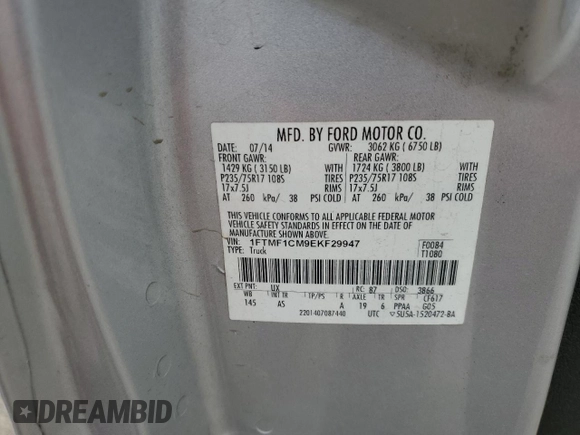 MFD. BY FORD MOTOR CO.
DATE: 07/14 GVWR: 3062 KG ( 6750 LB)
FRONT GAWR: REAR GAWR:
1429 KG ( 3150 LB) WITH 1724 KG ( 3800 LB) WITH
P235/75R17 108S TIRES P235/75R17 108S TIRES
17x7.5J RIMS 17x7.5J RIMS
AT 260 kPa/ 38 PSI COLD AT 260 kPa/ 38 PSI COLD
THIS VEHICLE CONFORMS TO ALL APPLICABLE FEDERAL MOTOR
VEHICLE SAFETY STANDARDS IN EFFECT ON THE DATE OF
MANUFACTURE SHOWN ABOVE.
VIN: 1FTMF1CM9EKF29947 F0084
TYPE: Truck T1080
EXT PNT: UX RC: 87 DSO: 3866
WB INT TR TP/PS R AXLE TR SPR CF617
145 AS A 19 6 PPAA G05
2201407087440 UTC 5U5A-1520472-BA
DREAMBID